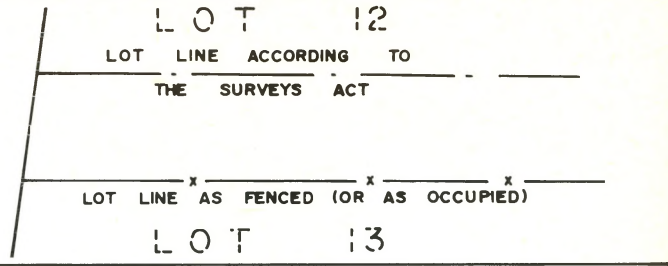 LOT 12
LOT LINE ACCORDING TO
THE SURVEYS ACT
x x x
LOT LINE AS FENCED (OR AS OCCUPIED)
LOT 13